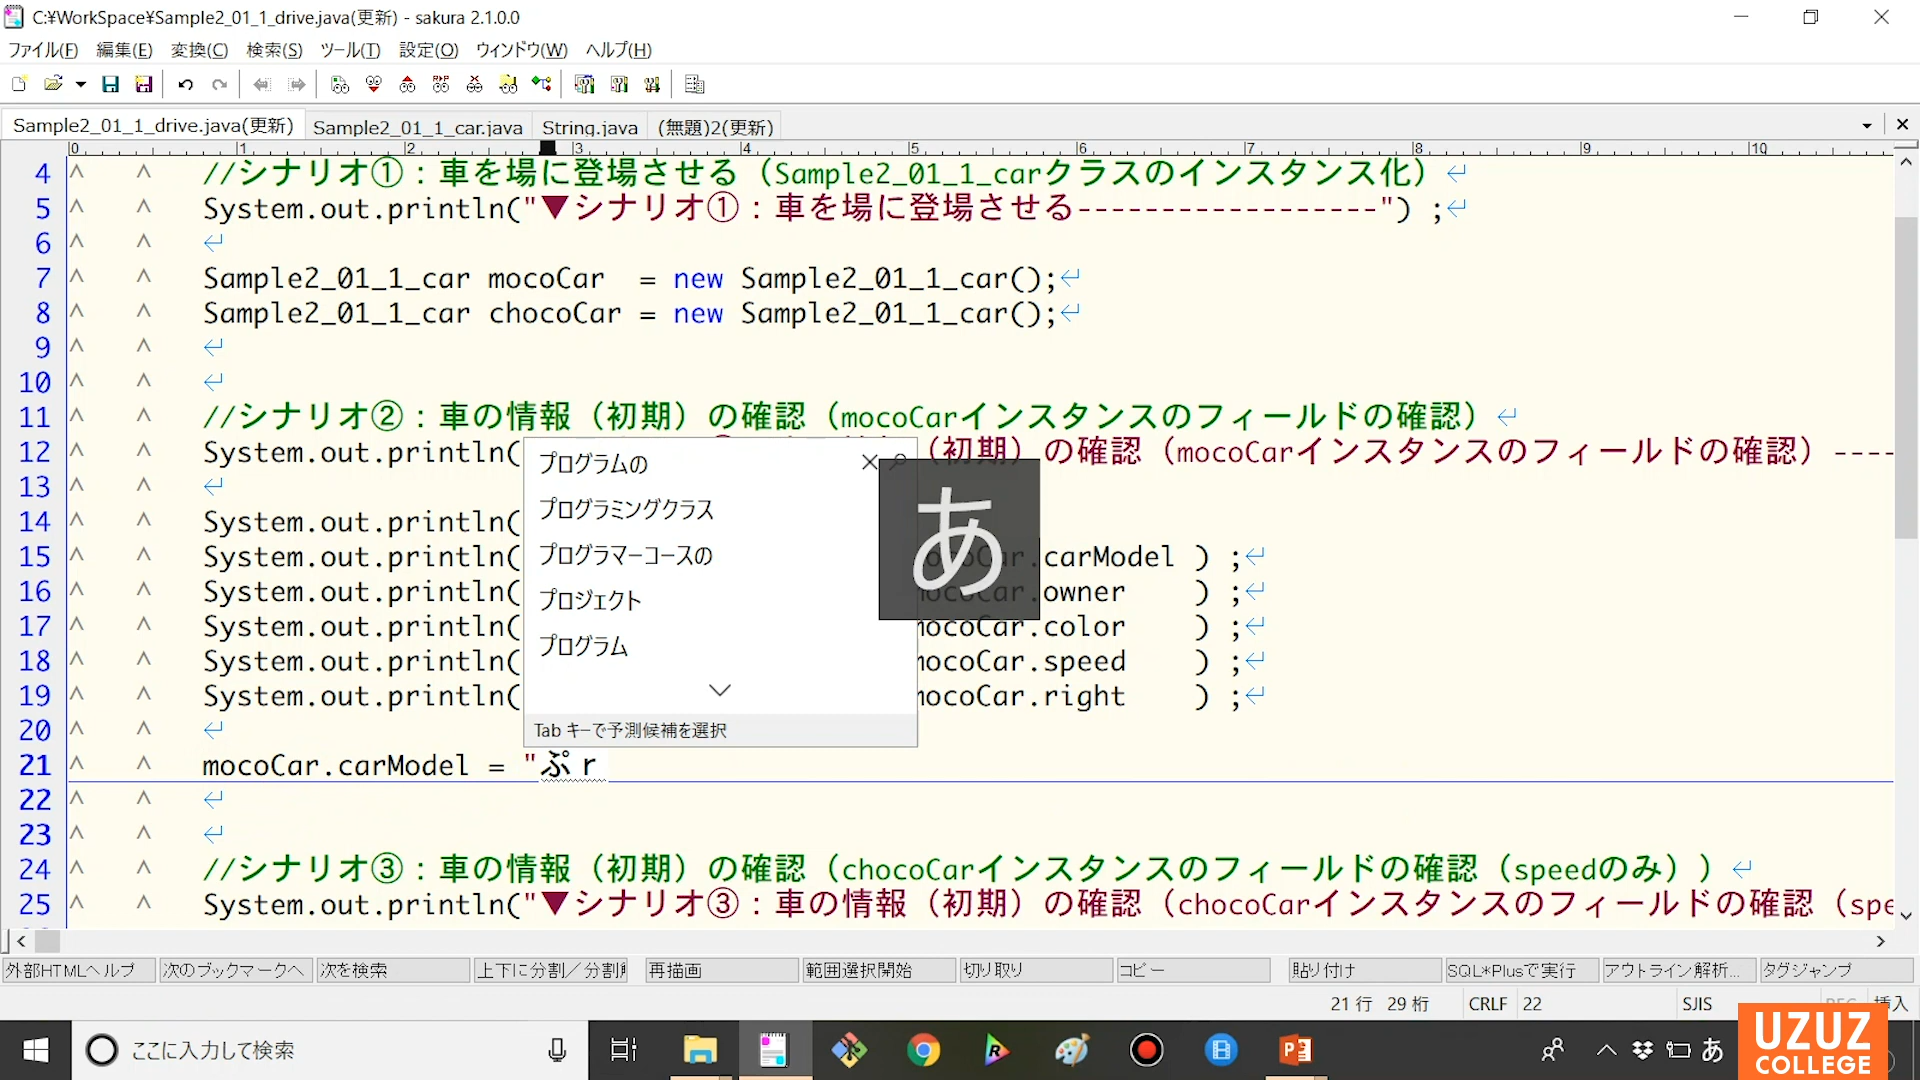 C:¥WorkSpace¥Sample2_01_1_drive.java(更新) - sakura 2.1.0.0
ファイル(F) 編集(E) 変換(C) 検索(S) ツール(T) 設定(O) ウィンドウ(W) ヘルプ(H)
Sample2_01_1_drive.java(更新) Sample2_01_1_car.java String.java (無題)2(更新)
0 1 2 3 4 5 6 7 8 9 10
4 //シナリオ①：車を場に登場させる（Sample2_01_1_carクラスのインスタンス化）
5 System.out.println("▼シナリオ①：車を場に登場させる------------------") ;
6
7 Sample2_01_1_car mocoCar  = new Sample2_01_1_car();
8 Sample2_01_1_car chocoCar = new Sample2_01_1_car();
9
10
11 //シナリオ②：車の情報（初期）の確認（mocoCarインスタンスのフィールドの確認）
12 System.out.println( （初期）の確認（mocoCarインスタンスのフィールドの確認）----
13
14 System.out.println(
15 System.out.println( .carModel ) ;
16 System.out.println( mocoCar.owner    ) ;
17 System.out.println( mocoCar.color    ) ;
18 System.out.println( mocoCar.speed    ) ;
19 System.out.println( mocoCar.right    ) ;
20
プログラムの
プログラミングクラス
プログラマーコースの
プロジェクト
プログラム
Tab キーで予測候補を選択
あ
21 mocoCar.carModel = "ぷｒ
22
23
24 //シナリオ③：車の情報（初期）の確認（chocoCarインスタンスのフィールドの確認（speedのみ））
25 System.out.println("▼シナリオ③：車の情報（初期）の確認（chocoCarインスタンスのフィールドの確認（spe
外部HTMLヘルプ 次のブックマークへ 次を検索 上下に分割／分割 再描画 範囲選択開始 切り取り コピー 貼り付け SQL*Plusで実行 アウトライン解析... タグジャンプ
21 行 29 桁 CRLF 22 SJIS REC 挿入
ここに入力して検索
あ
UZUZ
COLLEGE